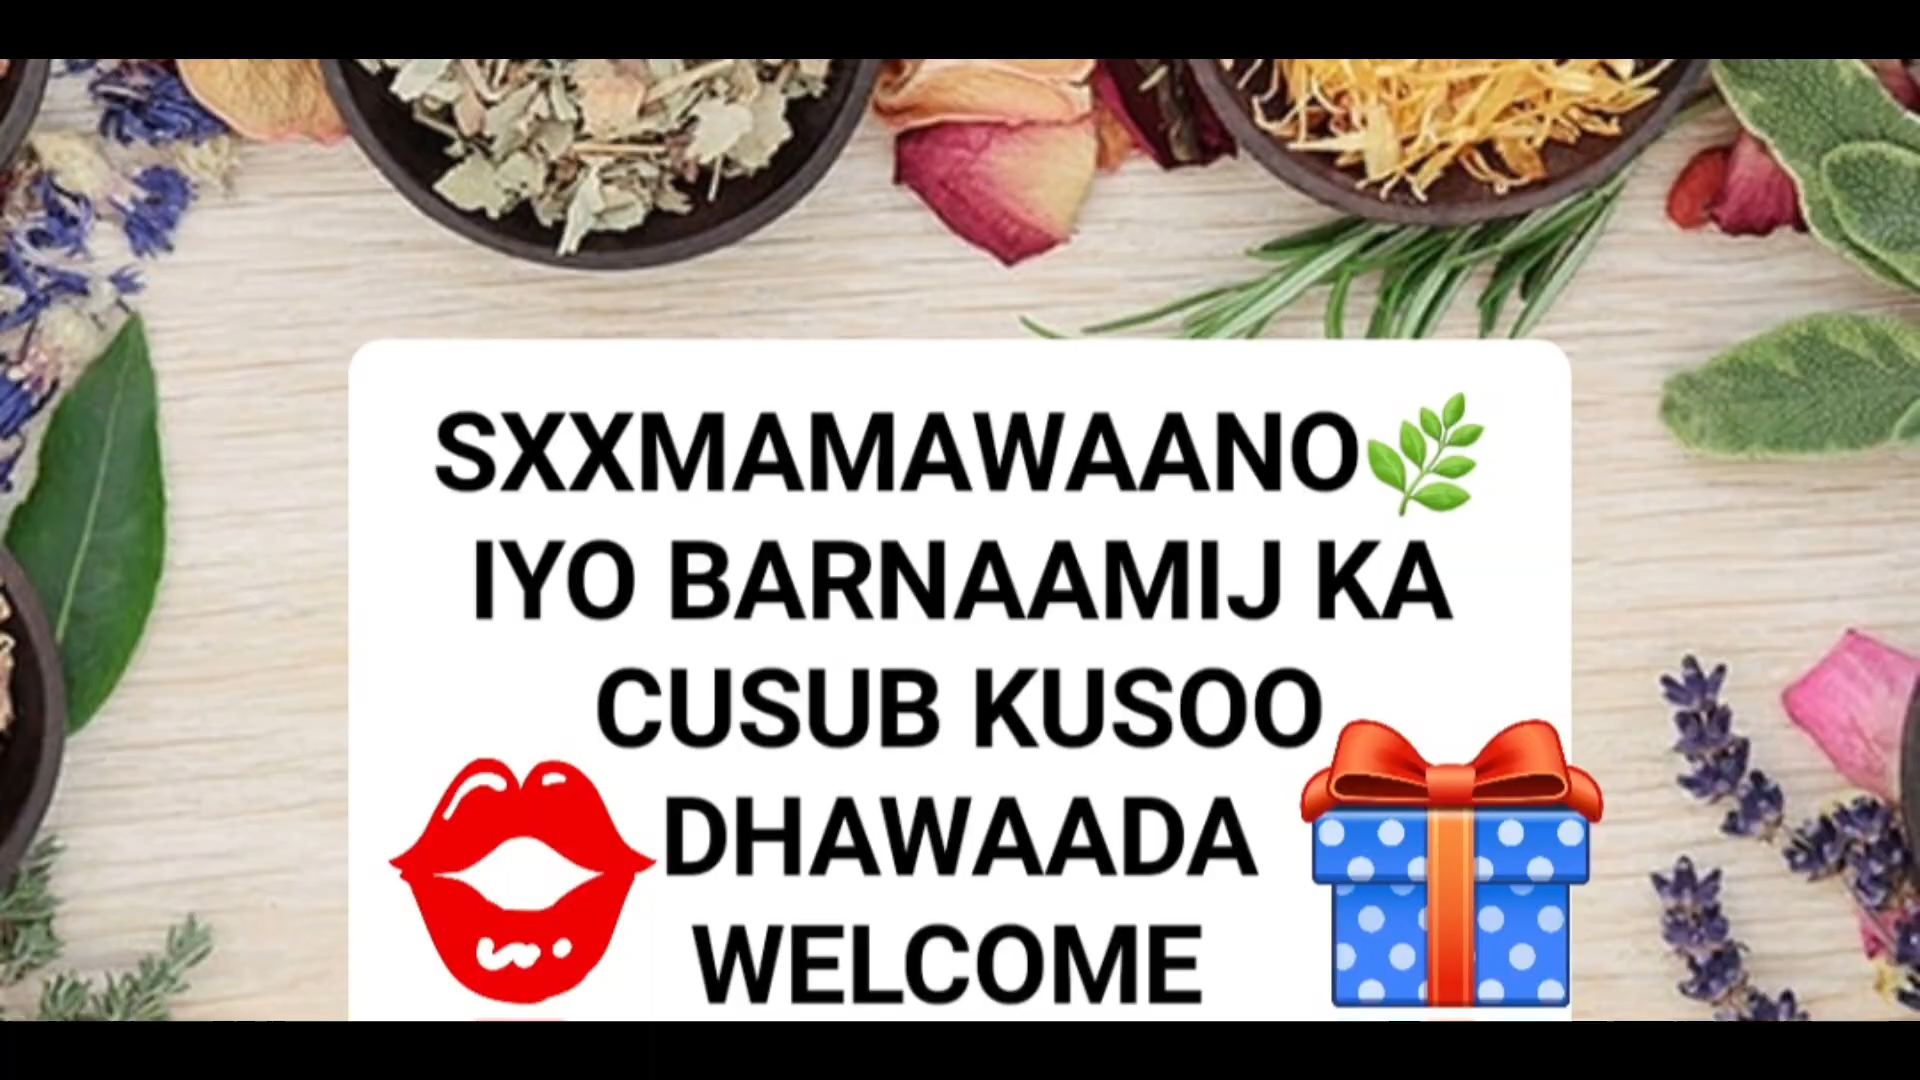 SXXMAMAWAANO🌿
IYO BARNAAMIJ KA
CUSUB KUSOO
DHAWAADA
WELCOME